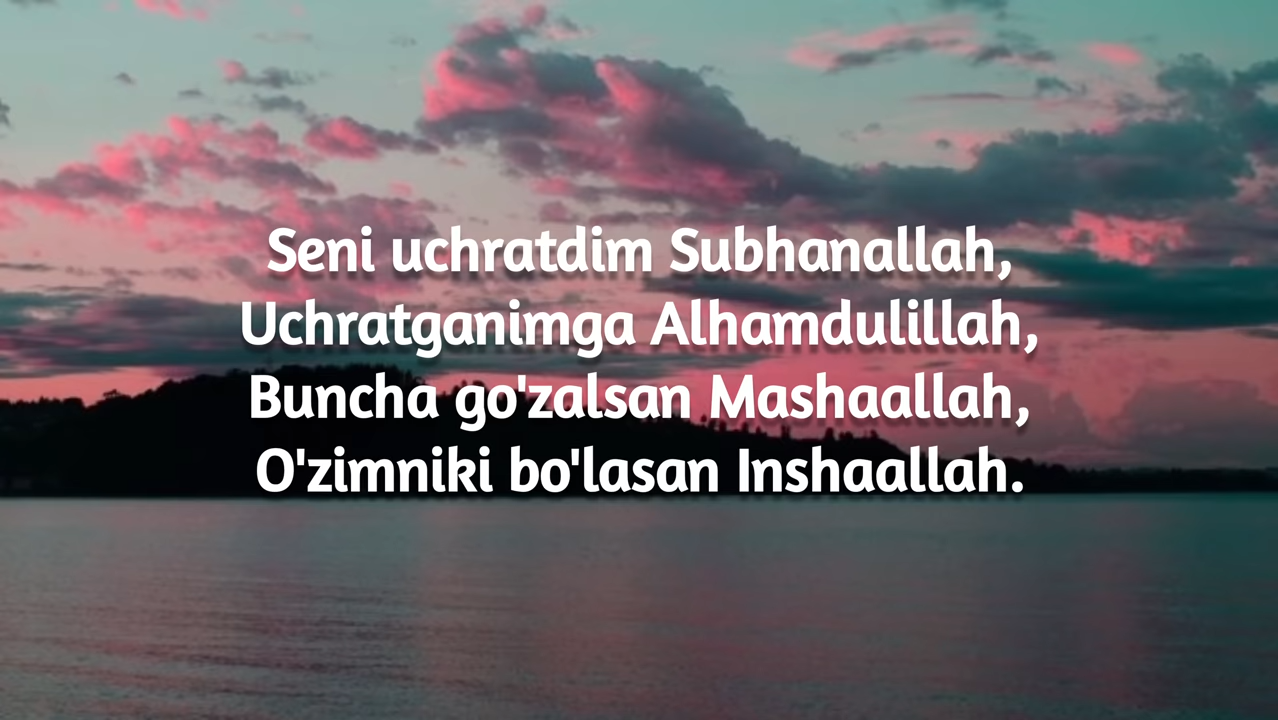 Seni uchratdim Subhanallah,
Uchratganimga Alhamdulillah,
Buncha go'zalsan Mashaallah,
O'zimniki bo'lasan Inshaallah.